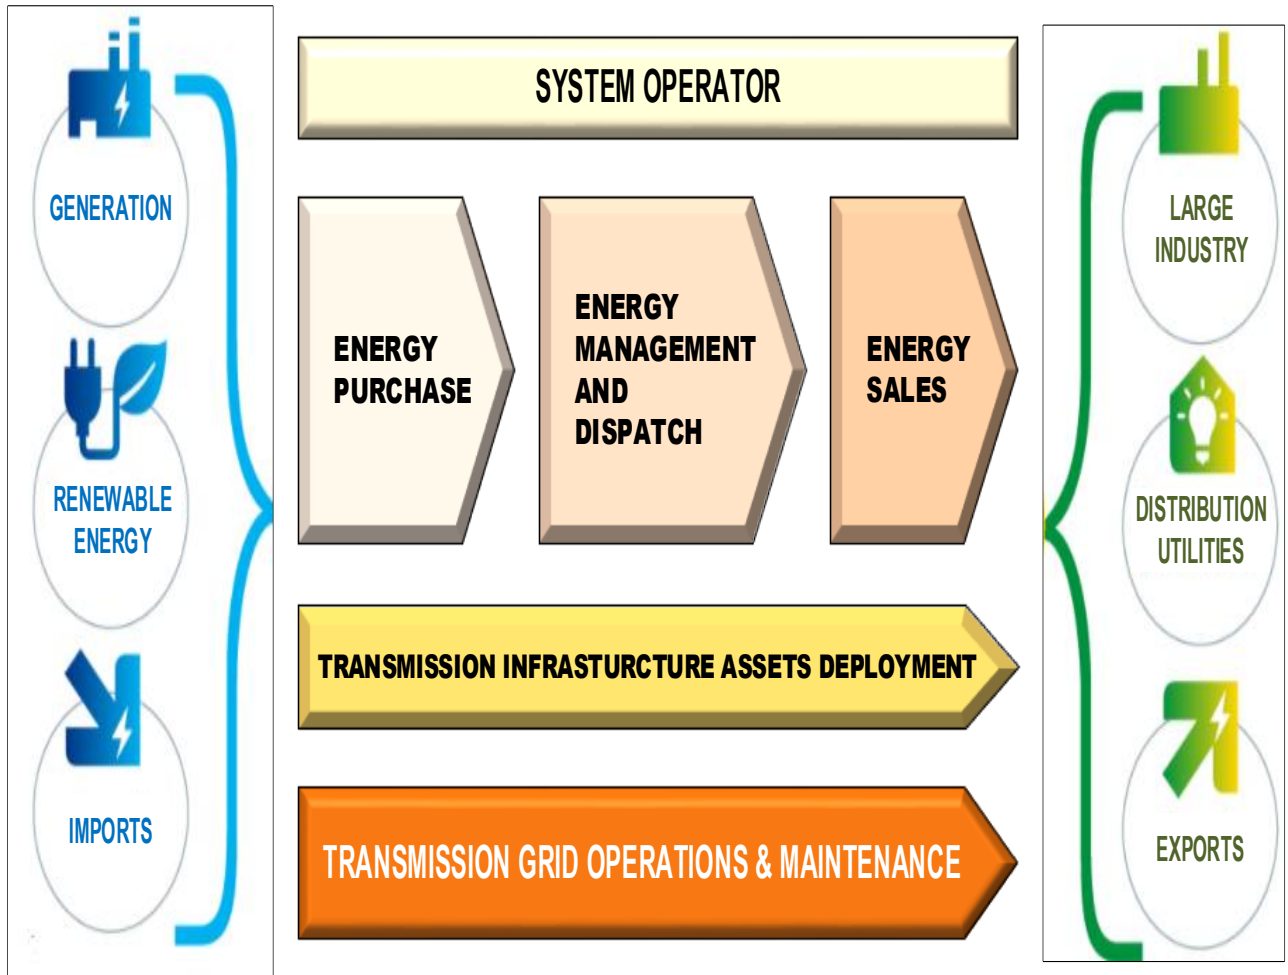 GENERATION
RENEWABLE
ENERGY
IMPORTS
SYSTEM OPERATOR
ENERGY
PURCHASE
ENERGY
MANAGEMENT
AND
DISPATCH
ENERGY
SALES
TRANSMISSION INFRASTURCTURE ASSETS DEPLOYMENT
TRANSMISSION GRID OPERATIONS & MAINTENANCE
LARGE
INDUSTRY
DISTRIBUTION
UTILITIES
EXPORTS